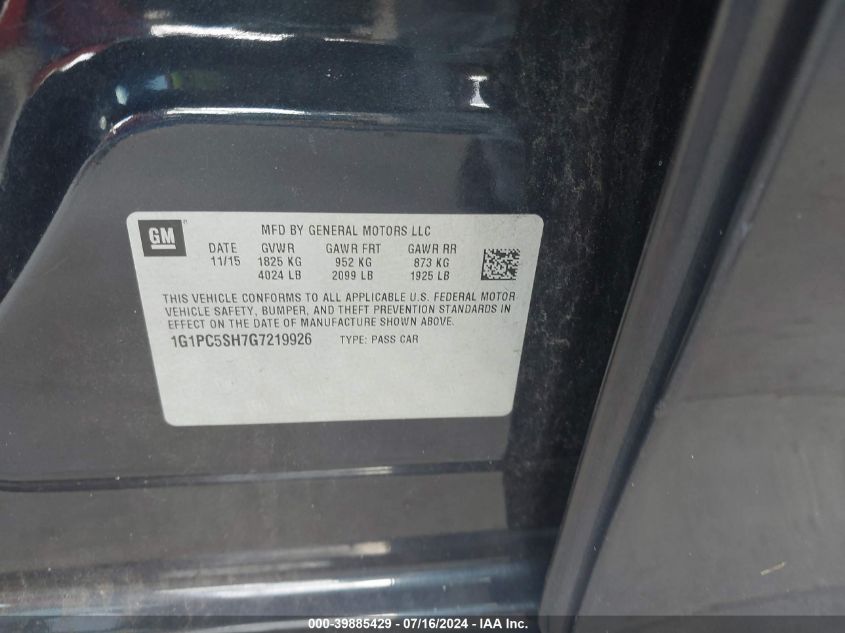 GM
MFD BY GENERAL MOTORS LLC
DATE GVWR GAWR FRT GAWR RR
11/15 1825 KG 952 KG 873 KG
4024 LB 2099 LB 1925 LB
THIS VEHICLE CONFORMS TO ALL APPLICABLE U.S. FEDERAL MOTOR
VEHICLE SAFETY, BUMPER, AND THEFT PREVENTION STANDARDS IN
EFFECT ON THE DATE OF MANUFACTURE SHOWN ABOVE.
1G1PC5SH7G7219926 TYPE: PASS CAR
000-39885429 - 07/16/2024 - IAA Inc.